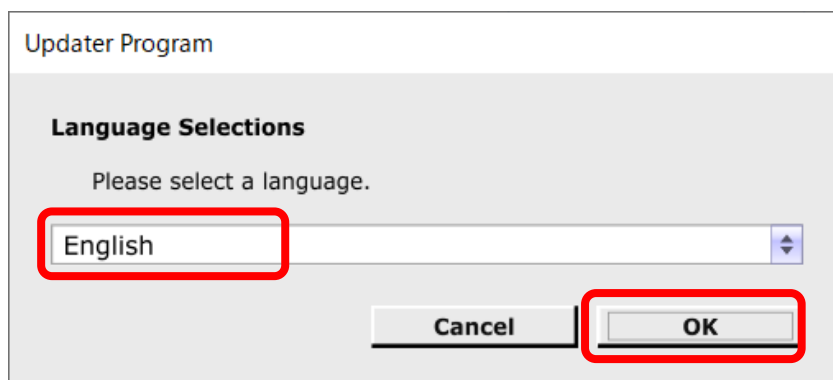 Updater Program
Language Selections
Please select a language.
English
Cancel OK